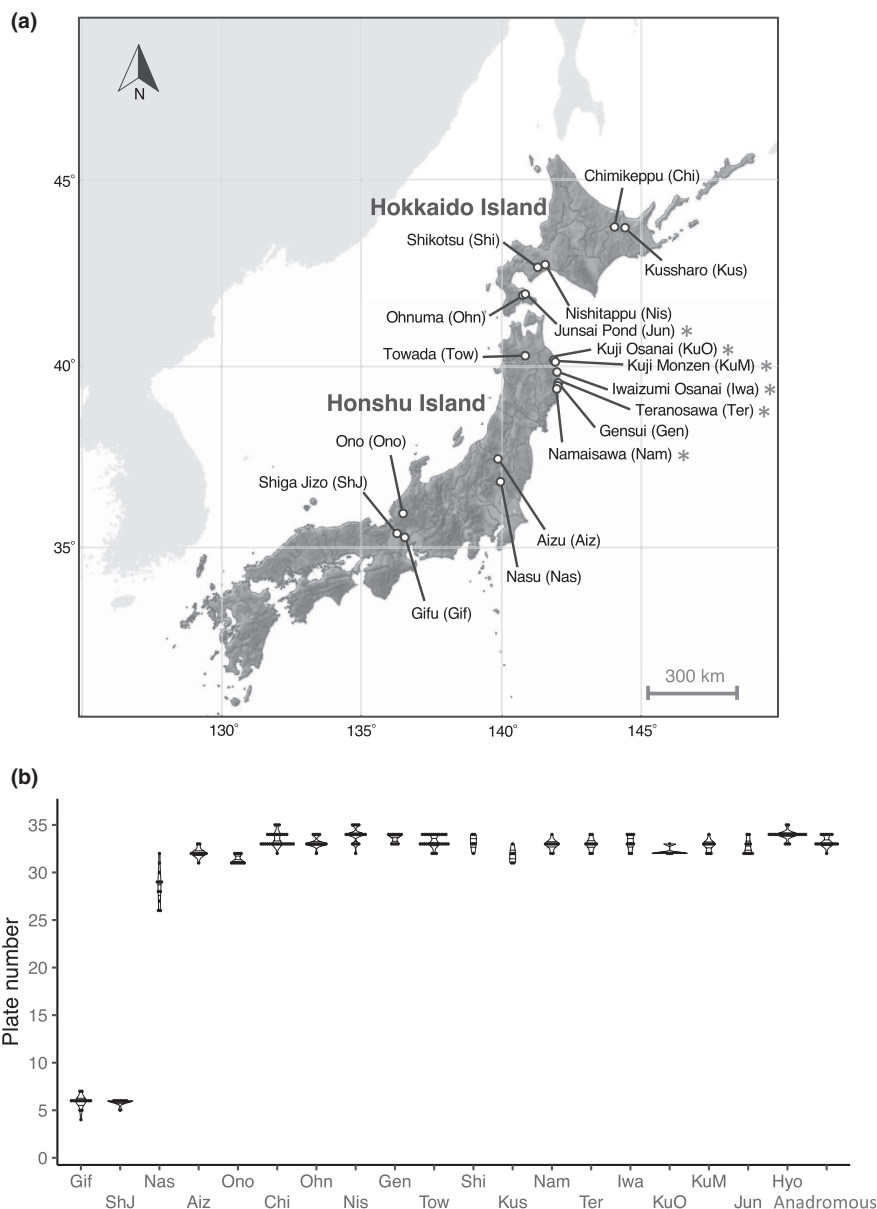 (a)
N
45°
40°
35°
Chimikeppu (Chi)
Hokkaido Island
Shikotsu (Shi)
Kussharo (Kus)
Ohnuma (Ohn)
Nishitappu (Nis)
Junsai Pond (Jun) *
Towada (Tow)
Kuji Osanai (KuO) *
Kuji Monzen (KuM) *
Iwaizumi Osanai (Iwa) *
Honshu Island
Teranosawa (Ter) *
Gensui (Gen)
Ono (Ono)
Namaisawa (Nam) *
Shiga Jizo (ShJ)
Aizu (Aiz)
Nasu (Nas)
Gifu (Gif)
300 km
130° 135° 140° 145°
(b)
Plate number
35
30
25
20
15
10
5
0
Gif Nas Ono Ohn Gen Shi Nam Iwa KuM Hyo
ShJ Aiz Chi Nis Tow Kus Ter KuO Jun Anadromous